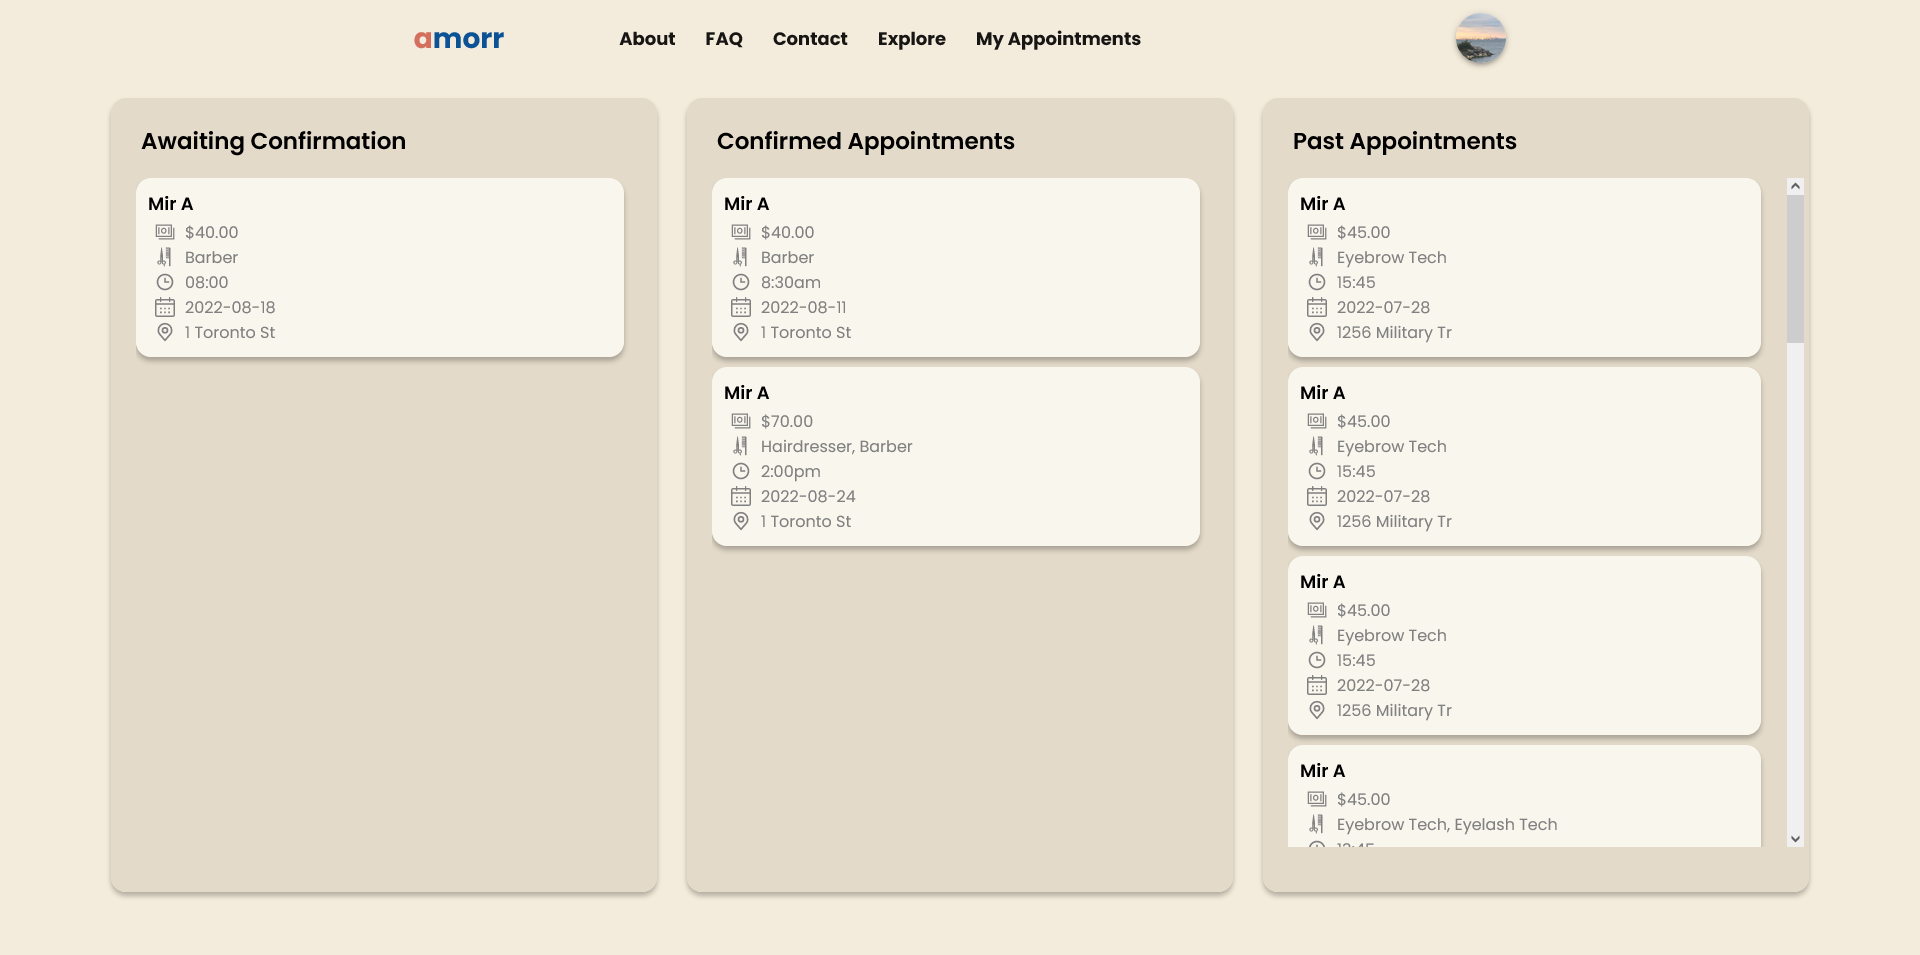 amorr
About
FAQ
Contact
Explore
My Appointments
Awaiting Confirmation
Mir A
$40.00
Barber
08:00
2022-08-18
1 Toronto St
Confirmed Appointments
Mir A
$40.00
Barber
8:30am
2022-08-11
1 Toronto St
Mir A
$70.00
Hairdresser, Barber
2:00pm
2022-08-24
1 Toronto St
Past Appointments
Mir A
$45.00
Eyebrow Tech
15:45
2022-07-28
1256 Military Tr
Mir A
$45.00
Eyebrow Tech
15:45
2022-07-28
1256 Military Tr
Mir A
$45.00
Eyebrow Tech
15:45
2022-07-28
1256 Military Tr
Mir A
$45.00
Eyebrow Tech, Eyelash Tech